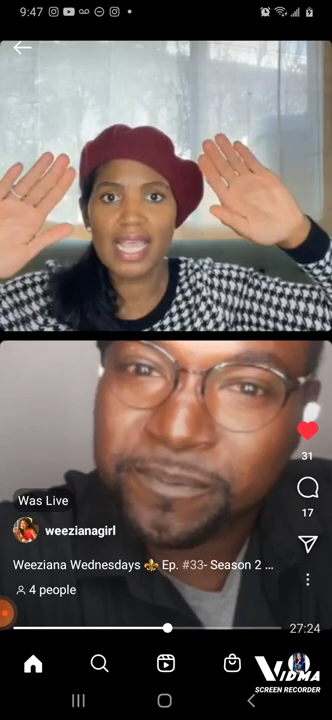 9:47
Was Live
weezianagirl
Weeziana Wednesdays ⚜ Ep. #33- Season 2 ...
4 people
31
17
27:24
VIDMA
SCREEN RECORDER